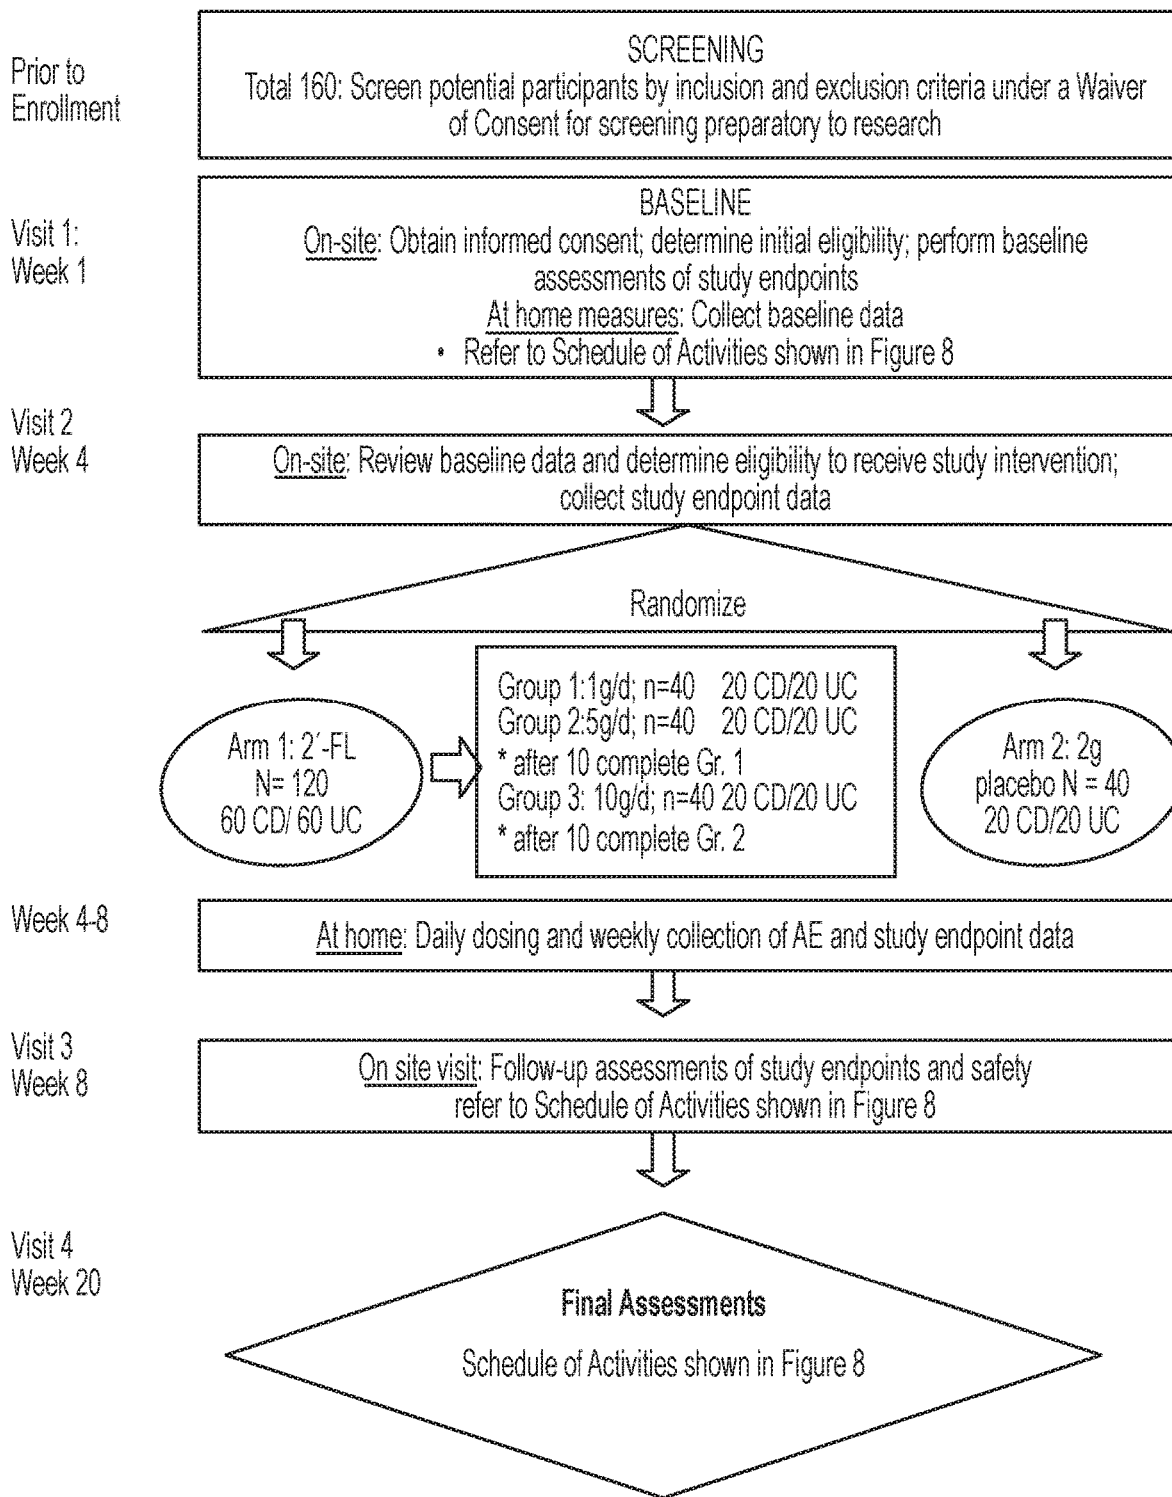 Prior to
Enrollment
SCREENING
Total 160: Screen potential participants by inclusion and exclusion criteria under a Waiver
of Consent for screening preparatory to research
Visit 1:
Week 1
BASELINE
On-site: Obtain informed consent; determine initial eligibility; perform baseline
assessments of study endpoints
At home measures: Collect baseline data
• Refer to Schedule of Activities shown in Figure 8
Visit 2
Week 4
On-site: Review baseline data and determine eligibility to receive study intervention;
collect study endpoint data
Randomize
Arm 1: 2´-FL
N= 120
60 CD/ 60 UC
Group 1:1g/d; n=40 20 CD/20 UC
Group 2:5g/d; n=40 20 CD/20 UC
* after 10 complete Gr. 1
Group 3: 10g/d; n=40 20 CD/20 UC
* after 10 complete Gr. 2
Arm 2: 2g
placebo N = 40
20 CD/20 UC
Week 4-8
At home: Daily dosing and weekly collection of AE and study endpoint data
Visit 3
Week 8
On site visit: Follow-up assessments of study endpoints and safety
refer to Schedule of Activities shown in Figure 8
Visit 4
Week 20
Final Assessments
Schedule of Activities shown in Figure 8